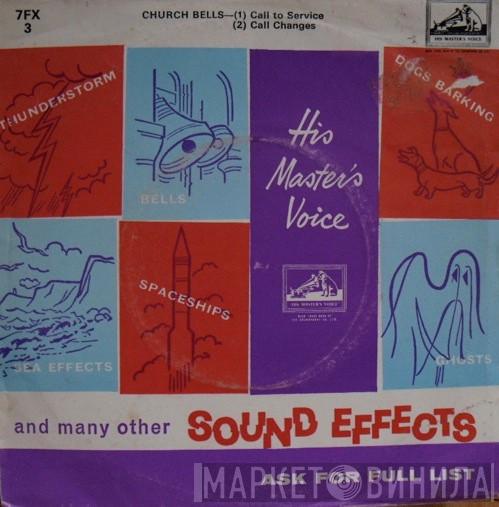 7FX
3
CHURCH BELLS—(1) Call to Service
(2) Call Changes
HIS MASTER'S VOICE
THUNDERSTORM
BELLS
His
Master's
Voice
DOGS BARKING
SEA EFFECTS
SPACESHIPS
HIS MASTER'S VOICE
GHOSTS
and many other SOUND EFFECTS
ASK FOR FULL LIST
МАРКЕТ ВИНИЛА